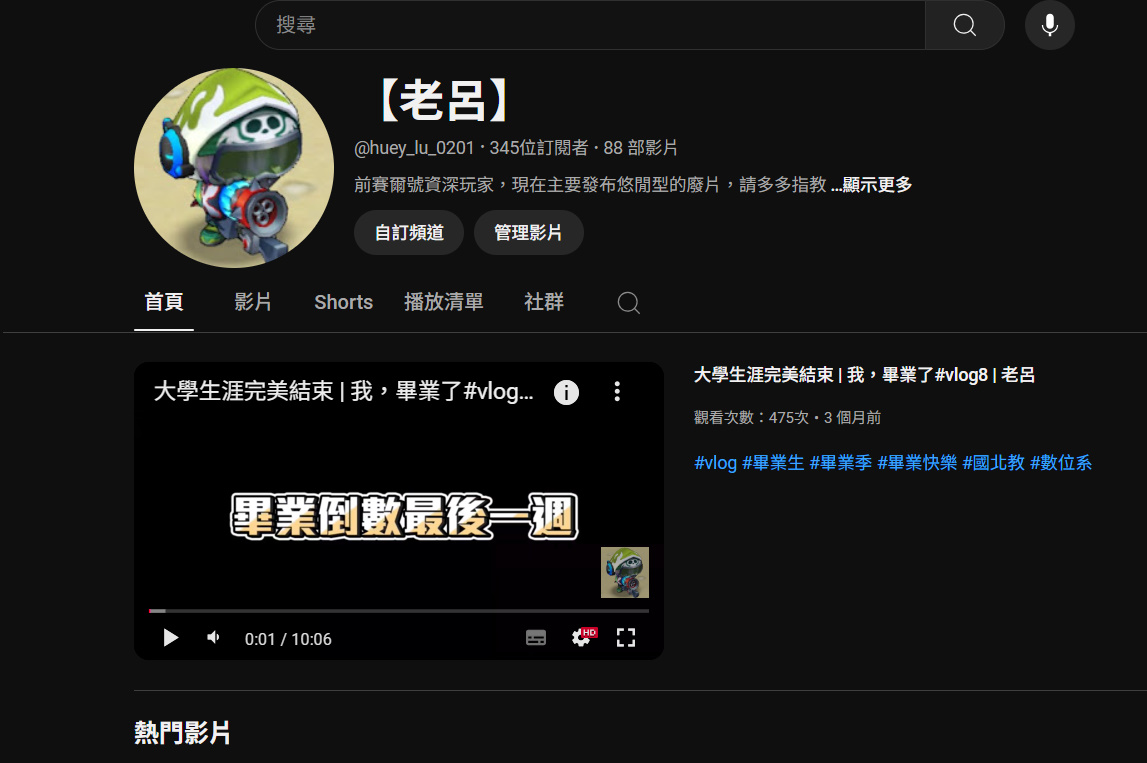 搜尋
【老呂】
@huey_lu_0201 · 345位訂閱者 · 88 部影片
前賽爾號資深玩家，現在主要發布悠閒型的廢片，請多多指教 ...顯示更多
自訂頻道 管理影片
首頁 影片 Shorts 播放清單 社群
大學生涯完美結束 | 我，畢業了#vlog...
畢業倒數最後一週
0:01 / 10:06
HD
大學生涯完美結束 | 我，畢業了#vlog8 | 老呂
觀看次數：475次 • 3 個月前
#vlog #畢業生 #畢業季 #畢業快樂 #國北教 #數位系
熱門影片